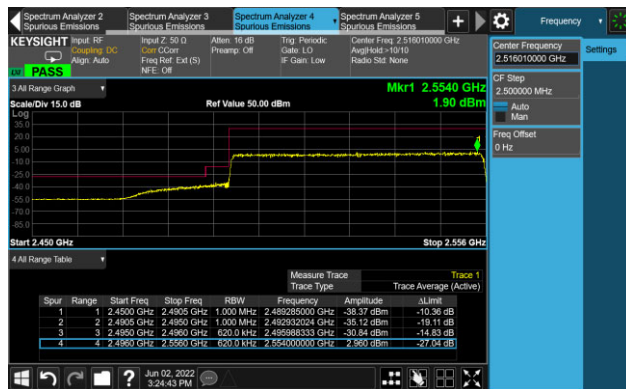 Spectrum Analyzer 2
Spurious Emissions
Spectrum Analyzer 3
Spurious Emissions
Spectrum Analyzer 4
Spurious Emissions
Spectrum Analyzer 5
Spurious Emissions
Frequency
KEYSIGHT Input: RF
Coupling: DC
Align: Auto
Input Z: 50 Ω
Corr CCorr
Freq Ref: Ext (S)
NFE: Off
Atten: 16 dB
Preamp: Off
Trig: Periodic
Gate: LO
IF Gain: Low
Center Freq: 2.516010000 GHz
Avg|Hold:>10/10
Radio Std: None
PASS
Center Frequency
2.516010000 GHz
Settings
CF Step
2.500000 MHz
Auto
Man
Freq Offset
0 Hz
3 All Range Graph
Mkr1 2.5540 GHz
Scale/Div 15.0 dB
Ref Value 50.00 dBm
1.90 dBm
Log
35.0
20.0
5.00
-10.0
-25.0
-40.0
-55.0
-70.0
-85.0
Start 2.450 GHz
Stop 2.556 GHz
4 All Range Table
Measure Trace Trace 1
Trace Type Trace Average (Active)
Spur Range Start Freq Stop Freq RBW Frequency Amplitude ΔLimit
1 1 2.4500 GHz 2.4905 GHz 1.000 MHz 2.489285000 GHz -38.37 dBm -10.36 dB
2 2 2.4905 GHz 2.4950 GHz 1.000 MHz 2.492932024 GHz -35.12 dBm -19.11 dB
3 3 2.4950 GHz 2.4960 GHz 620.0 kHz 2.495988333 GHz -30.84 dBm -14.83 dB
4 4 2.4960 GHz 2.5560 GHz 620.0 kHz 2.554000000 GHz 2.960 dBm -27.04 dB
Jun 02, 2022
3:24:43 PM